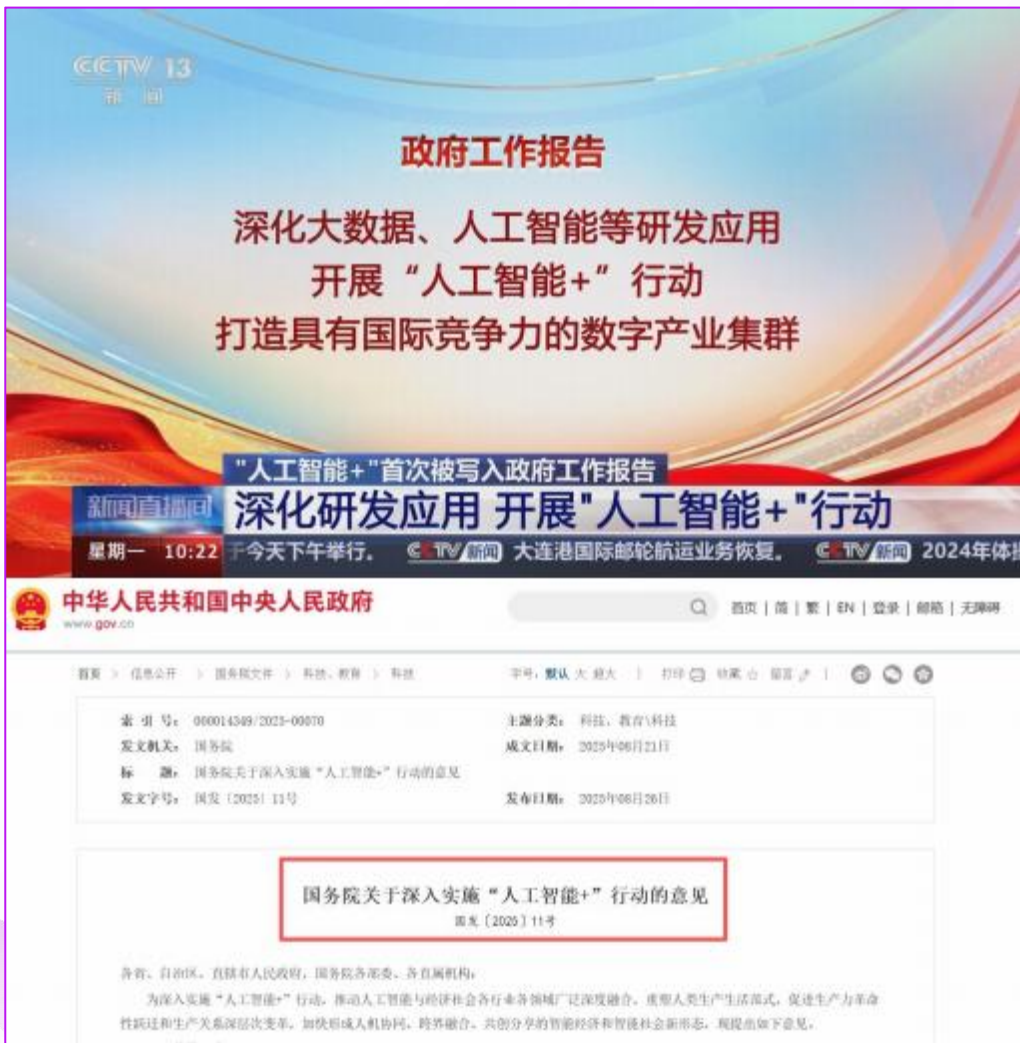 CCTV 13
新闻
政府工作报告
深化大数据、人工智能等研发应用
开展“人工智能+”行动
打造具有国际竞争力的数字产业集群
"人工智能+"首次被写入政府工作报告
新闻直播间
深化研发应用 开展"人工智能+"行动
星期一 10:22 于今天下午举行。 CCTV新闻 大连港国际邮轮航运业务恢复。 CCTV新闻 2024年体
中华人民共和国中央人民政府
www.gov.cn
首页 | 简 | 繁 | EN | 登录 | 邮箱 | 无障碍
首页 > 信息公开 > 国务院文件 > 科技、教育 > 科技 字号：默认 大 超大 | 打印 收藏 留言 |
索引号： 000014349/2025-00070 主题分类： 科技、教育\科技
发文机关： 国务院 成文日期： 2025年08月21日
标题： 国务院关于深入实施“人工智能+”行动的意见
发文字号： 国发〔2025〕11号 发布日期： 2025年08月26日
国务院关于深入实施“人工智能+”行动的意见
国发〔2025〕11号
各省、自治区、直辖市人民政府，国务院各部委、各直属机构：
为深入实施“人工智能+”行动，推动人工智能与经济社会各行业各领域广泛深度融合，重塑人类生产生活范式，促进生产力革命
性跃迁和生产关系深层次变革，加快形成人机协同、跨界融合、共创分享的智能经济和智能社会新形态，现提出如下意见。